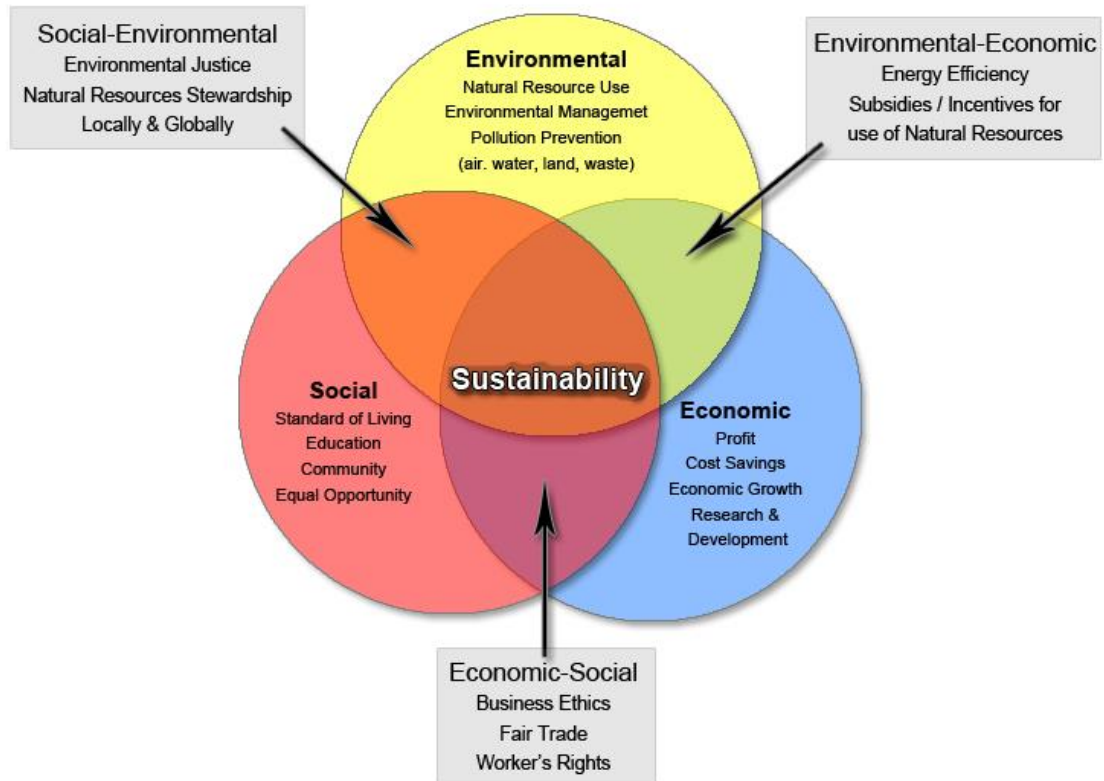 Social-Environmental
Environmental Justice
Natural Resources Stewardship
Locally & Globally
Environmental
Natural Resource Use
Environmental Managemet
Pollution Prevention
(air. water, land, waste)
Environmental-Economic
Energy Efficiency
Subsidies / Incentives for
use of Natural Resources
Sustainability
Social
Standard of Living
Education
Community
Equal Opportunity
Economic
Profit
Cost Savings
Economic Growth
Research &
Development
Economic-Social
Business Ethics
Fair Trade
Worker's Rights